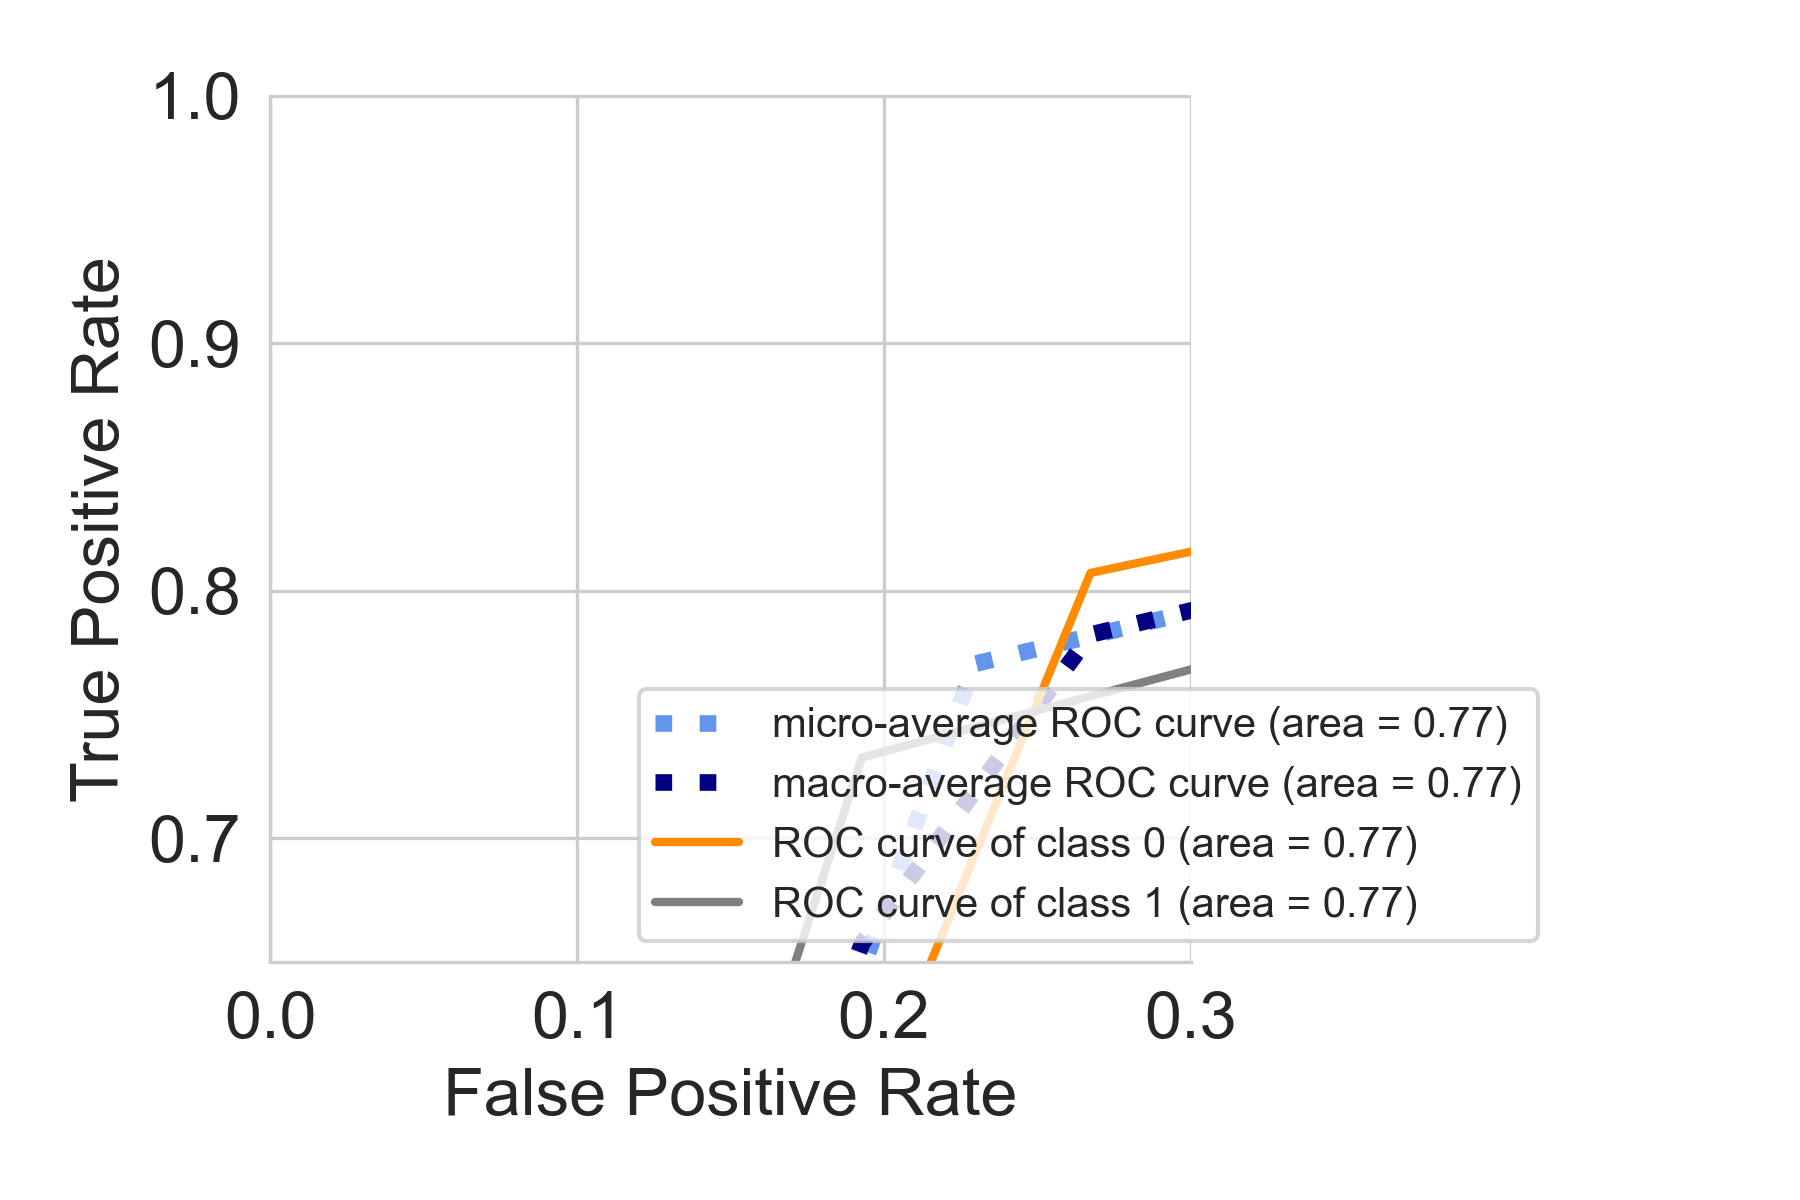 1.0
0.9
0.8
0.7
True Positive Rate
micro-average ROC curve (area = 0.77)
macro-average ROC curve (area = 0.77)
ROC curve of class 0 (area = 0.77)
ROC curve of class 1 (area = 0.77)
0.0 0.1 0.2 0.3
False Positive Rate